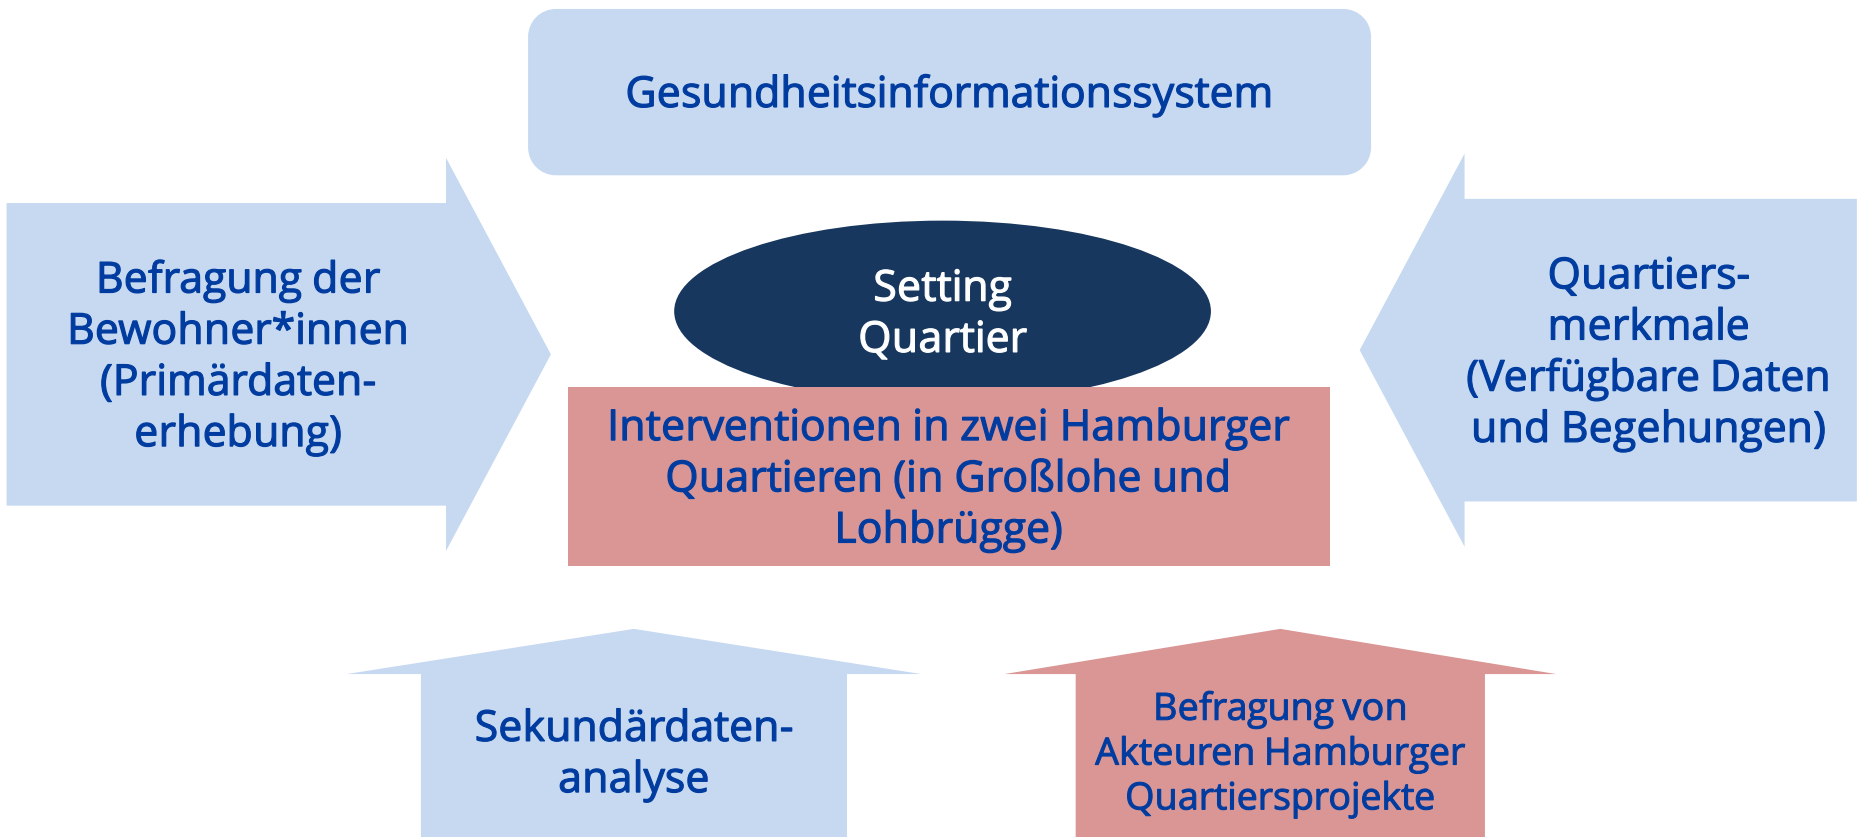 Gesundheitsinformationssystem
Befragung der
Bewohner*innen
(Primärdaten-
erhebung)
Setting
Quartier
Quartiers-
merkmale
(Verfügbare Daten
und Begehungen)
Interventionen in zwei Hamburger
Quartieren (in Großlohe und
Lohbrügge)
Sekundärdaten-
analyse
Befragung von
Akteuren Hamburger
Quartiersprojekte